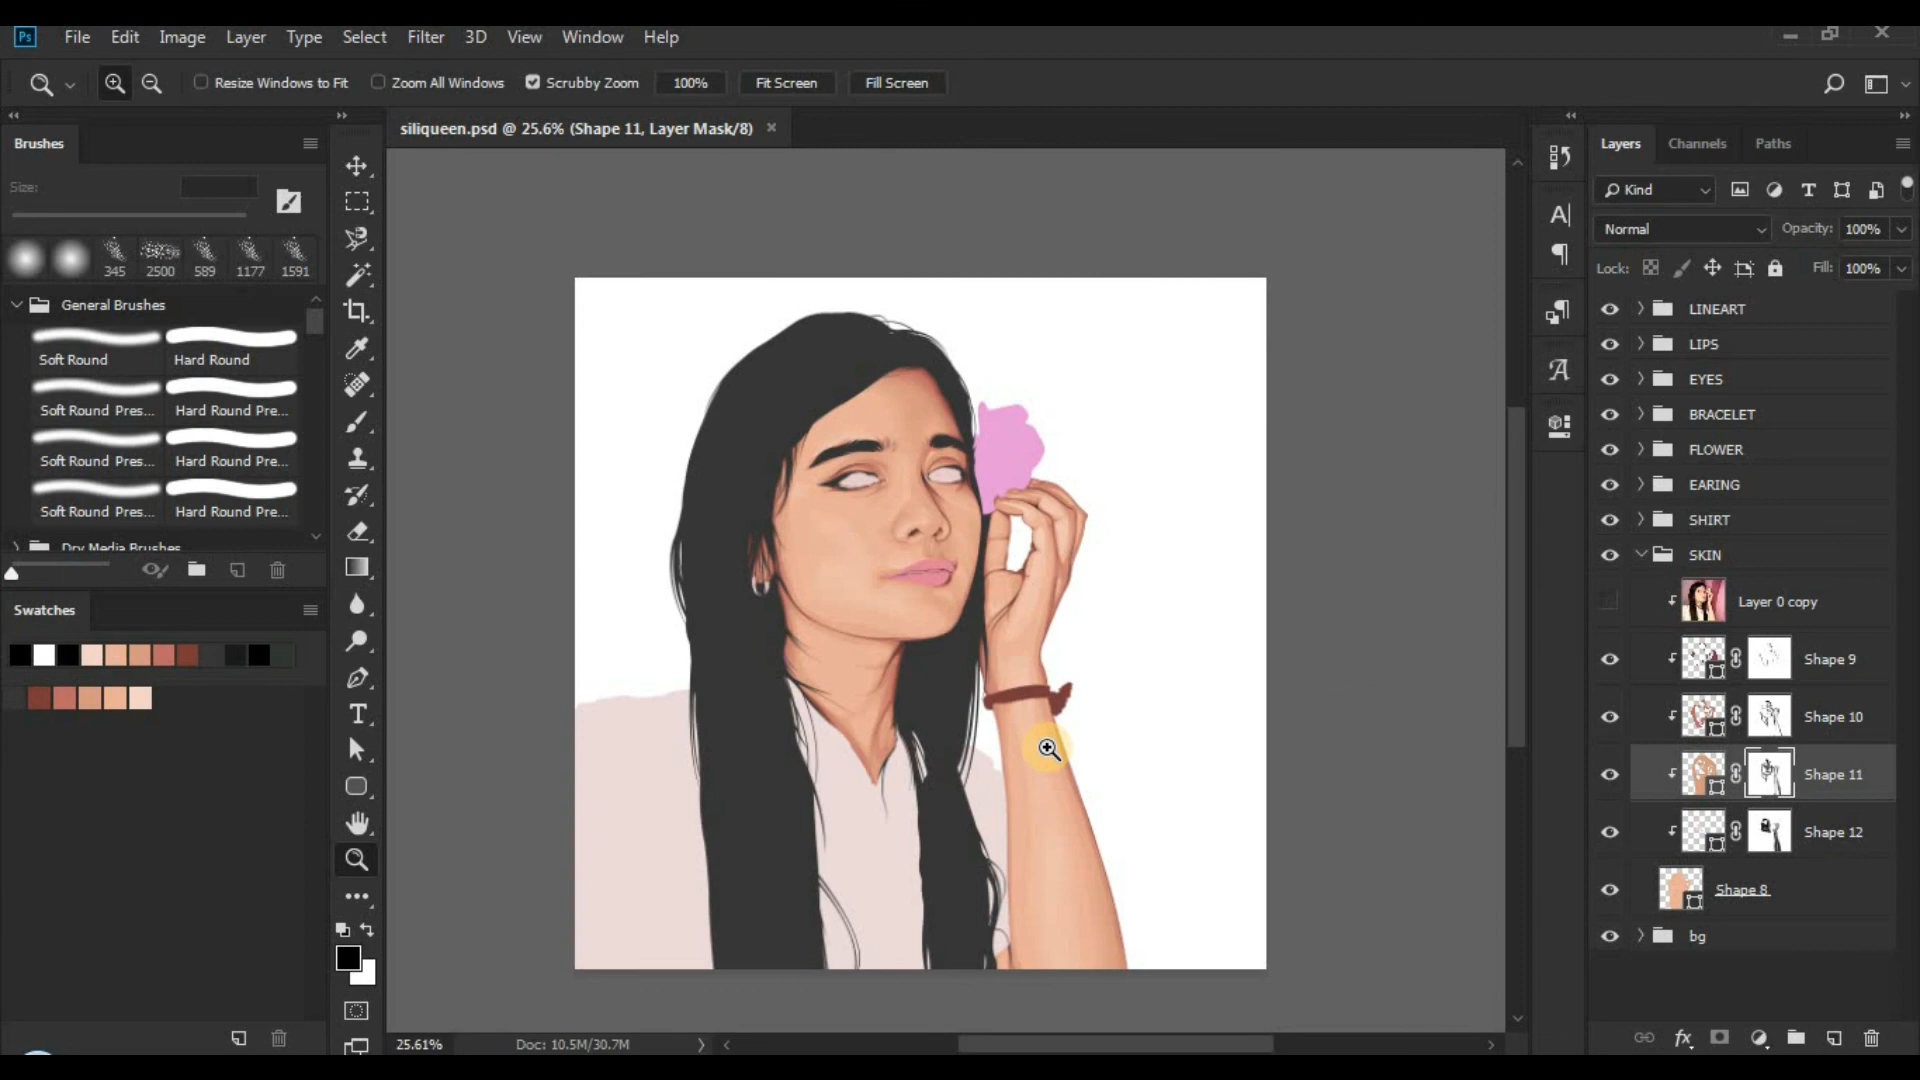 Ps File Edit Image Layer Type Select Filter 3D View Window Help
Resize Windows to Fit Zoom All Windows Scrubby Zoom 100% Fit Screen Fill Screen
siliqueen.psd @ 25.6% (Shape 11, Layer Mask/8) ×
Brushes
Size:
345 2500 589 1177 1591
General Brushes
Soft Round Hard Round
Soft Round Pres... Hard Round Pre...
Soft Round Pres... Hard Round Pre...
Soft Round Pres... Hard Round Pre...
Dry Media Brushes
Swatches
25.61% Doc: 10.5M/30.7M
Layers Channels Paths
Kind
Normal Opacity: 100%
Lock: Fill: 100%
LINEART
LIPS
EYES
BRACELET
FLOWER
EARING
SHIRT
SKIN
Layer 0 copy
Shape 9
Shape 10
Shape 11
Shape 12
Shape 8
bg